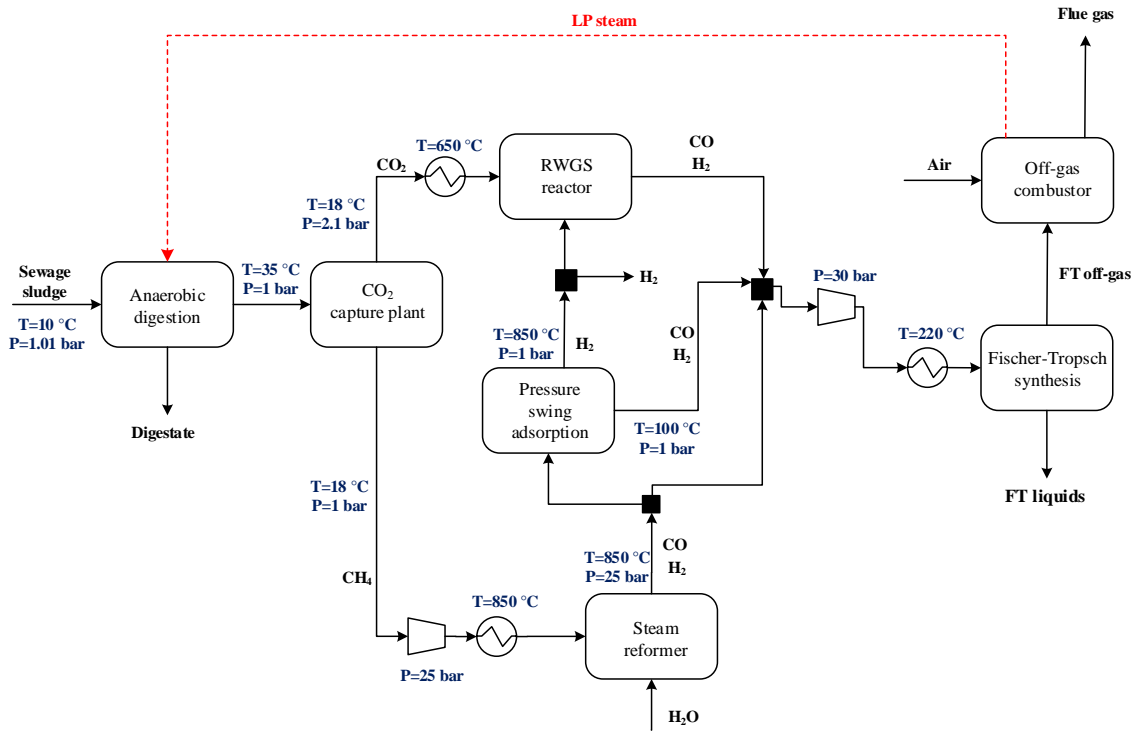 LP steam
Flue gas
T=650 °C
CO₂
RWGS
reactor
CO
H₂
Air
Off-gas
combustor
T=18 °C
P=2.1 bar
Sewage
sludge
T=10 °C
P=1.01 bar
Anaerobic
digestion
T=35 °C
P=1 bar
CO₂
capture plant
H₂
P=30 bar
FT off-gas
T=850 °C
P=1 bar
H₂
CO
H₂
T=220 °C
Fischer-Tropsch
synthesis
Pressure
swing
adsorption
T=100 °C
P=1 bar
Digestate
T=18 °C
P=1 bar
FT liquids
CO
H₂
T=850 °C
P=25 bar
CH₄
T=850 °C
Steam
reformer
P=25 bar
H₂O